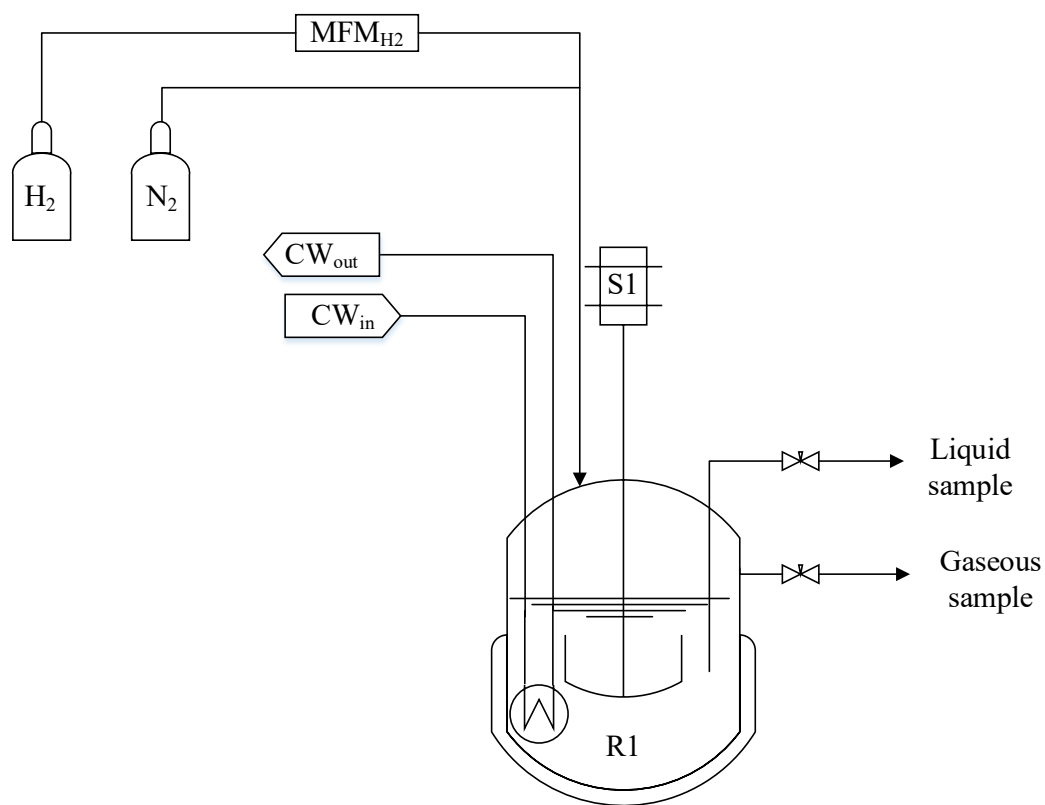 MFM_H2
H₂
N₂
CW_out
S1
CW_in
Liquid
sample
Gaseous
sample
R1